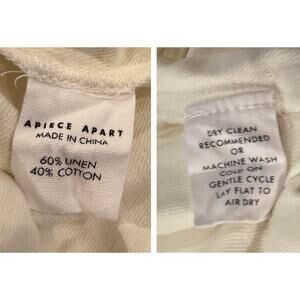 APIECE APART
MADE IN CHINA
60% LINEN
40% COTTON
DRY CLEAN
RECOMMENDED
OR
MACHINE WASH
COLD ON
GENTLE CYCLE
LAY FLAT TO
AIR DRY